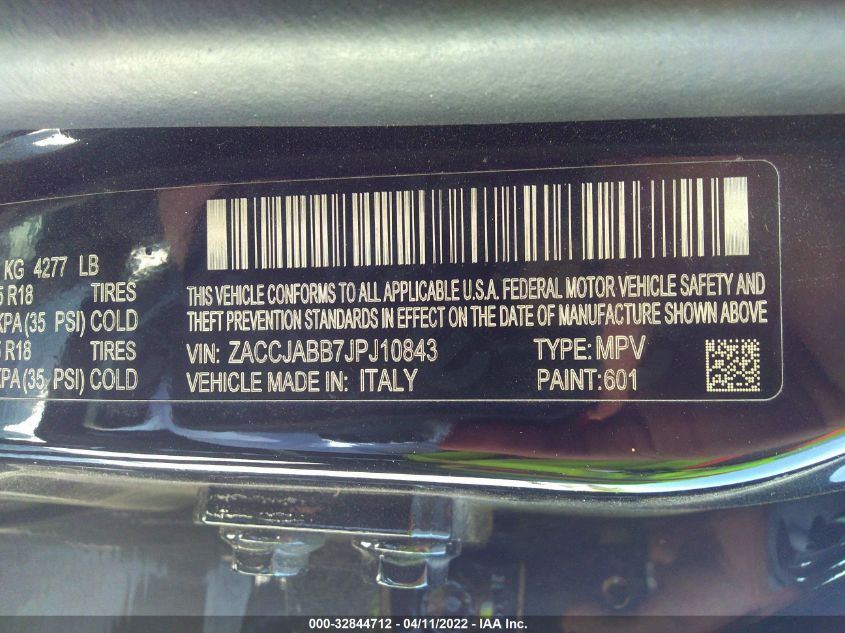 KG 4277 LB
5 R18 TIRES
KPA (35 PSI) COLD
5 R18 TIRES
KPA (35 PSI) COLD
THIS VEHICLE CONFORMS TO ALL APPLICABLE U.S.A. FEDERAL MOTOR VEHICLE SAFETY AND
THEFT PREVENTION STANDARDS IN EFFECT ON THE DATE OF MANUFACTURE SHOWN ABOVE
VIN: ZACCJABB7JPJ10843 TYPE: MPV
VEHICLE MADE IN: ITALY PAINT:601
000-32844712 - 04/11/2022 - IAA Inc.